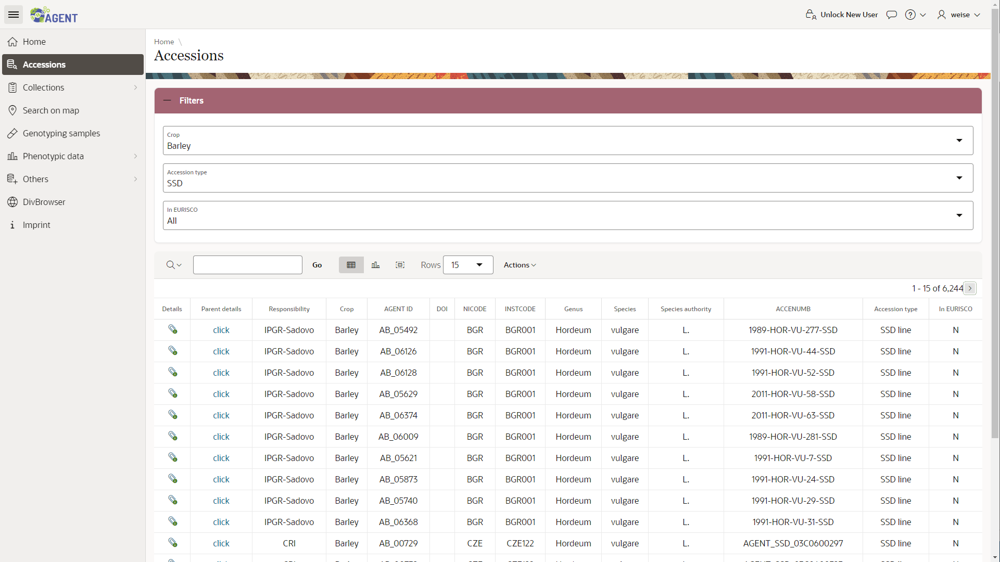 AGENT
Unlock New User
weise
Home
Accessions
Collections
Search on map
Genotyping samples
Phenotypic data
Others
DivBrowser
Imprint
Home \
Accessions
Filters
Crop
Barley
Accession type
SSD
In EURISCO
All
Go Rows 15 Actions
1 - 15 of 6,244
Details Parent details Responsibility Crop AGENT ID DOI NICODE INSTCODE Genus Species Species authority ACCENUMB Accession type In EURISCO
click IPGR-Sadovo Barley AB_05492 BGR BGR001 Hordeum vulgare L. 1989-HOR-VU-277-SSD SSD line N
click IPGR-Sadovo Barley AB_06126 BGR BGR001 Hordeum vulgare L. 1991-HOR-VU-44-SSD SSD line N
click IPGR-Sadovo Barley AB_06128 BGR BGR001 Hordeum vulgare L. 1991-HOR-VU-52-SSD SSD line N
click IPGR-Sadovo Barley AB_05629 BGR BGR001 Hordeum vulgare L. 2011-HOR-VU-58-SSD SSD line N
click IPGR-Sadovo Barley AB_06374 BGR BGR001 Hordeum vulgare L. 2011-HOR-VU-63-SSD SSD line N
click IPGR-Sadovo Barley AB_06009 BGR BGR001 Hordeum vulgare L. 1989-HOR-VU-281-SSD SSD line N
click IPGR-Sadovo Barley AB_05621 BGR BGR001 Hordeum vulgare L. 1991-HOR-VU-7-SSD SSD line N
click IPGR-Sadovo Barley AB_05873 BGR BGR001 Hordeum vulgare L. 1991-HOR-VU-24-SSD SSD line N
click IPGR-Sadovo Barley AB_05740 BGR BGR001 Hordeum vulgare L. 1991-HOR-VU-29-SSD SSD line N
click IPGR-Sadovo Barley AB_06368 BGR BGR001 Hordeum vulgare L. 1991-HOR-VU-31-SSD SSD line N
click CRI Barley AB_00729 CZE CZE122 Hordeum vulgare L. AGENT_SSD_03C0600297 SSD line N